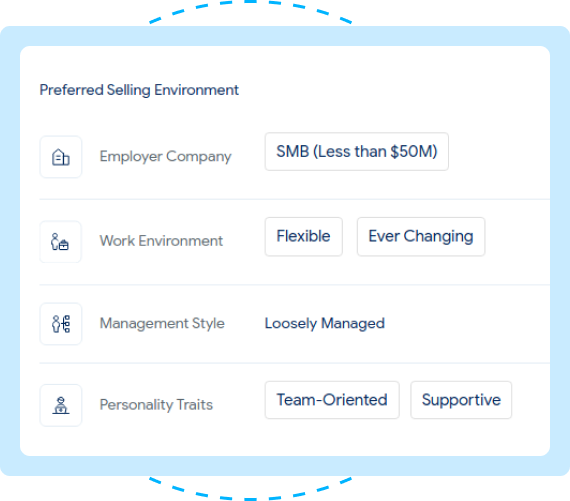 Preferred Selling Environment
Employer Company SMB (Less than $50M)
Work Environment Flexible Ever Changing
Management Style Loosely Managed
Personality Traits Team-Oriented Supportive